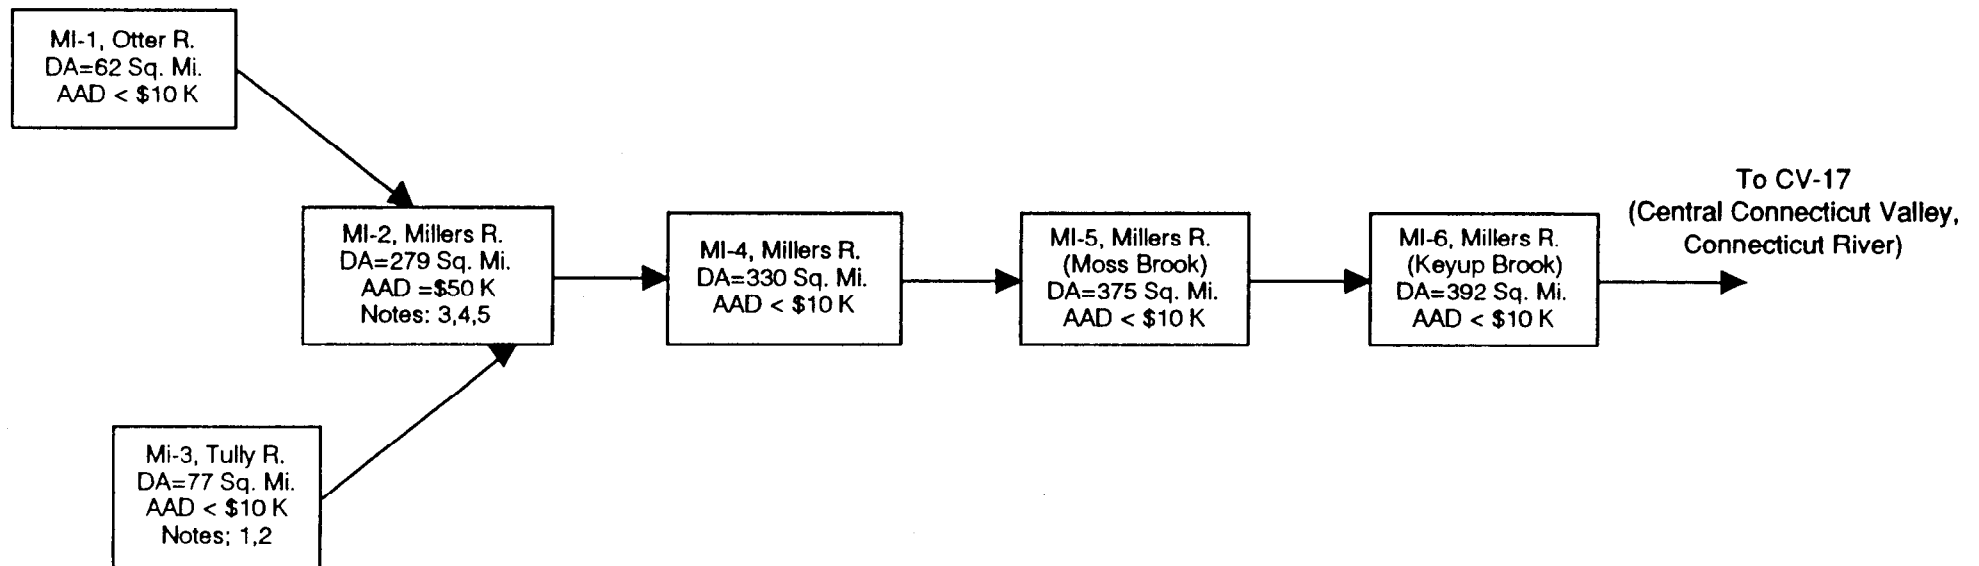 MI-1, Otter R.
DA=62 Sq. Mi.
AAD < $10 K
MI-2, Millers R.
DA=279 Sq. Mi.
AAD =$50 K
Notes: 3,4,5
Mi-3, Tully R.
DA=77 Sq. Mi.
AAD < $10 K
Notes; 1,2
MI-4, Millers R.
DA=330 Sq. Mi.
AAD < $10 K
MI-5, Millers R.
(Moss Brook)
DA=375 Sq. Mi.
AAD < $10 K
MI-6, Millers R.
(Keyup Brook)
DA=392 Sq. Mi.
AAD < $10 K
To CV-17
(Central Connecticut Valley,
Connecticut River)